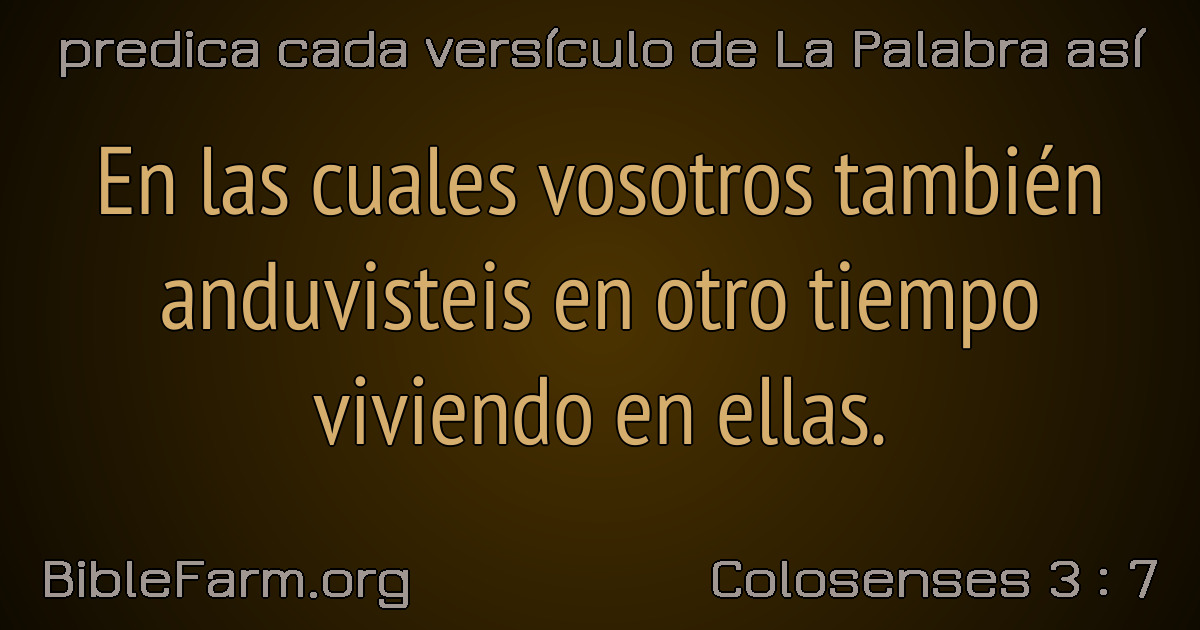 predica cada versículo de La Palabra así
En las cuales vosotros también
anduvisteis en otro tiempo
viviendo en ellas.
BibleFarm.org
Colosenses 3 : 7